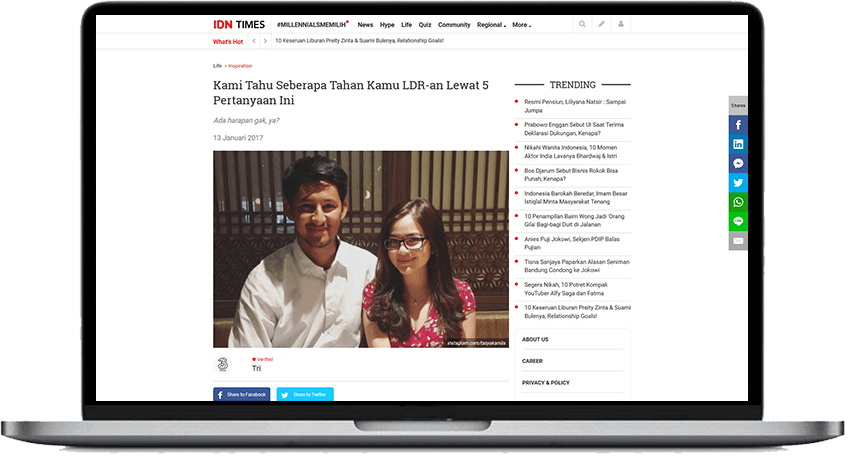 IDN TIMES
#MILLENNIALSMEMILIH
News Hype Life Quiz Community Regional More
What's Hot
10 Keseruan Liburan Preity Zinta & Suami Bulenya, Relationship Goals!
Life > Inspiration
Kami Tahu Seberapa Tahan Kamu LDR-an Lewat 5
Pertanyaan Ini
Ada harapan gak, ya?
13 Januari 2017
instagram.com/tasyakamila
Verified
Tri
Share to Facebook
Share to Twitter
TRENDING
Resmi Pensiun, Liliyana Natsir : Sampai
Jumpa
Prabowo Enggan Sebut UI Saat Terima
Deklarasi Dukungan, Kenapa?
Nikahi Wanita Indonesia, 10 Momen
Aktor India Lavanya Bhardwaj & Istri
Bos Djarum Sebut Bisnis Rokok Bisa
Punah, Kenapa?
Indonesia Barokah Beredar, Imam Besar
Istiqlal Minta Masyarakat Tenang
10 Penampilan Baim Wong Jadi 'Orang
Gila' Bagi-bagi Duit di Jalanan
Anies Puji Jokowi, Sekjen PDIP Balas
Pujian
Tisna Sanjaya Paparkan Alasan Seniman
Bandung Condong ke Jokowi
Segera Nikah, 10 Potret Kompak
YouTuber Alfy Saga dan Fatma
10 Keseruan Liburan Preity Zinta & Suami
Bulenya, Relationship Goals!
ABOUT US
CAREER
PRIVACY & POLICY
Shares